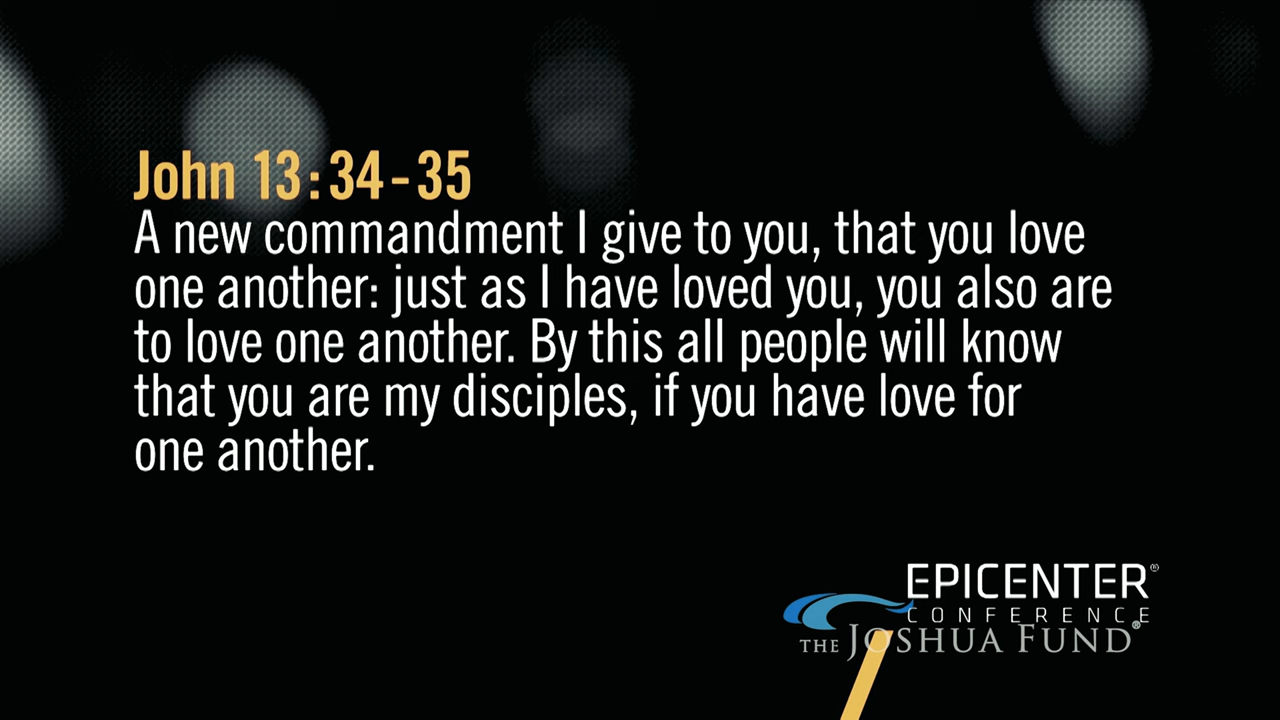 John 13:34-35
A new commandment I give to you, that you love
one another: just as I have loved you, you also are
to love one another. By this all people will know
that you are my disciples, if you have love for
one another.
EPICENTER®
CONFERENCE
THE JOSHUA FUND®